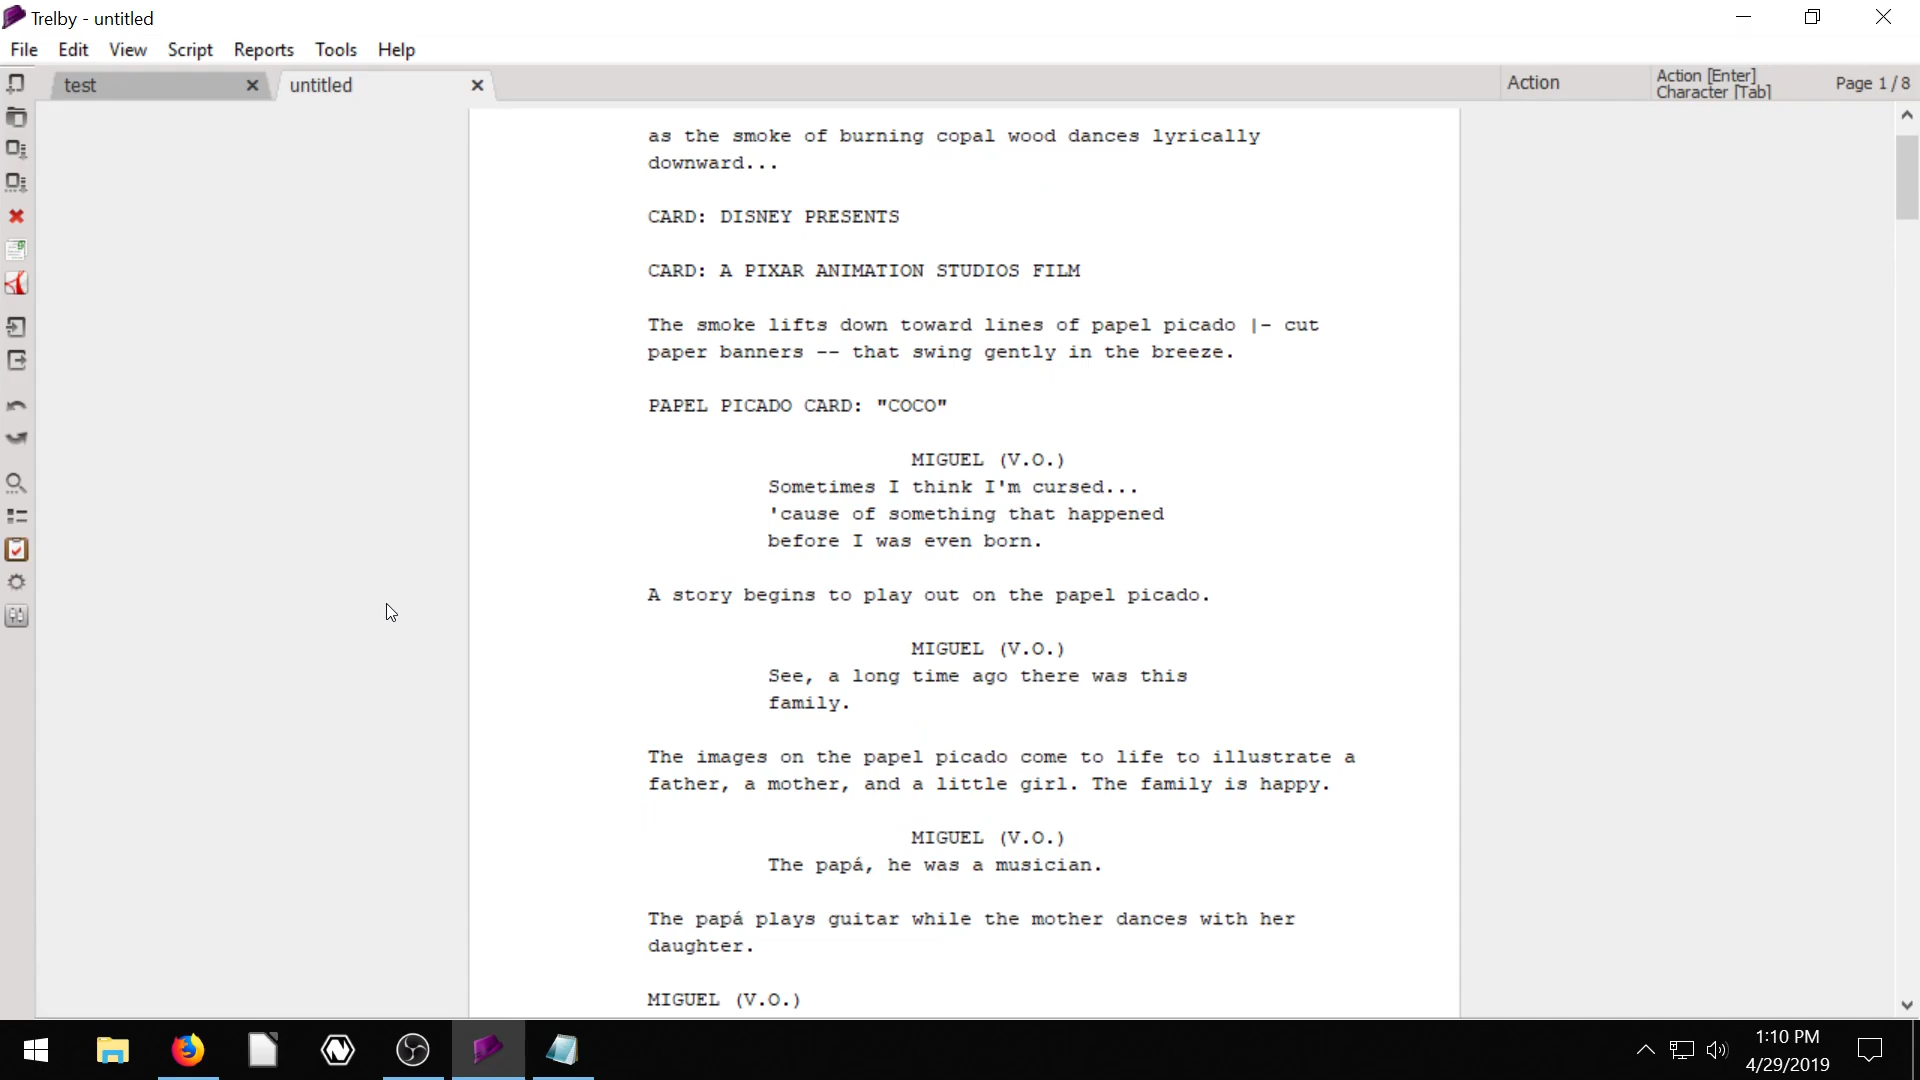 Trelby - untitled
File Edit View Script Reports Tools Help
test untitled Action Action [Enter] Page 1 / 8
Character [Tab]
as the smoke of burning copal wood dances lyrically
downward...
CARD: DISNEY PRESENTS
CARD: A PIXAR ANIMATION STUDIOS FILM
The smoke lifts down toward lines of papel picado |- cut
paper banners -- that swing gently in the breeze.
PAPEL PICADO CARD: "COCO"
MIGUEL (V.O.)
Sometimes I think I'm cursed...
'cause of something that happened
before I was even born.
A story begins to play out on the papel picado.
MIGUEL (V.O.)
See, a long time ago there was this
family.
The images on the papel picado come to life to illustrate a
father, a mother, and a little girl. The family is happy.
MIGUEL (V.O.)
The papá, he was a musician.
The papá plays guitar while the mother dances with her
daughter.
MIGUEL (V.O.)
1:10 PM
4/29/2019